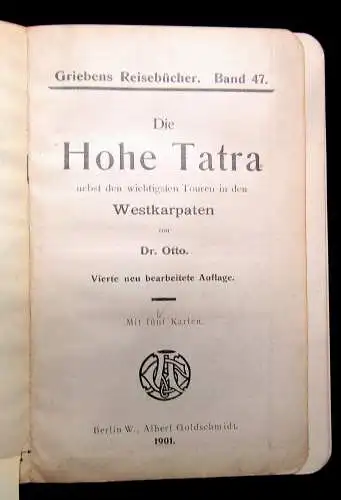 Griebens Reisebücher. Band 47.
Die
Hohe Tatra
nebst den wichtigsten Touren in den
Westkarpaten
von
Dr. Otto.
Vierte neu bearbeitete Auflage.
Mit fünf Karten.
Berlin W., Albert Goldschmidt.
1901.